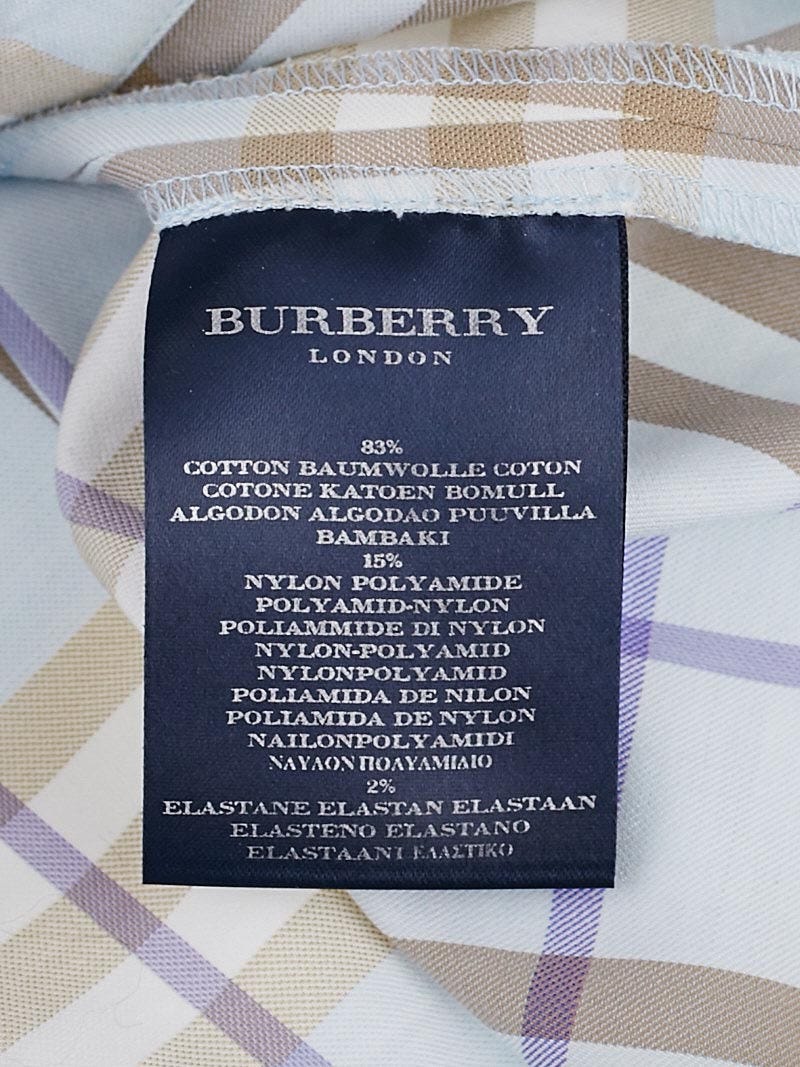 BURBERRY
LONDON
83%
COTTON BAUMWOLLE COTON
COTONE KATOEN BOMULL
ALGODON ALGODAO PUUVILLA
BAMBAKI
15%
NYLON POLYAMIDE
POLYAMID-NYLON
POLIAMMIDE DI NYLON
NYLON-POLYAMID
NYLONPOLYAMID
POLIAMIDA DE NILON
POLIAMIDA DE NYLON
NAILONPOLYAMIDI
ΝΑΥΛΟΝ ΠΟΛΥΑΜΙΔΙΟ
2%
ELASTANE ELASTAN ELASTAAN
ELASTENO ELASTANO
ELASTAANI ΕΛΑΣΤΙΚΟ